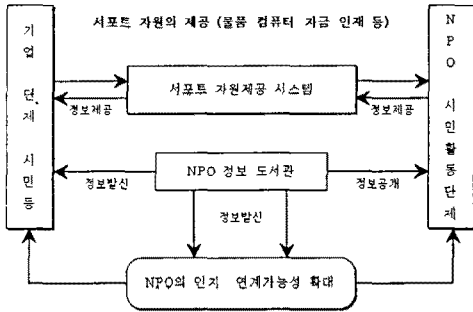 서포트 자원의 제공 (물품 컴퓨터 자금 인재 등)
기업 단체 시민 등
NPO 시민활동단체
서포트 자원제공 시스템
정보제공
정보제공
NPO 정보 도서관
정보발신
정보공개
정보발신
NPO의 인지 연계가능성 확대